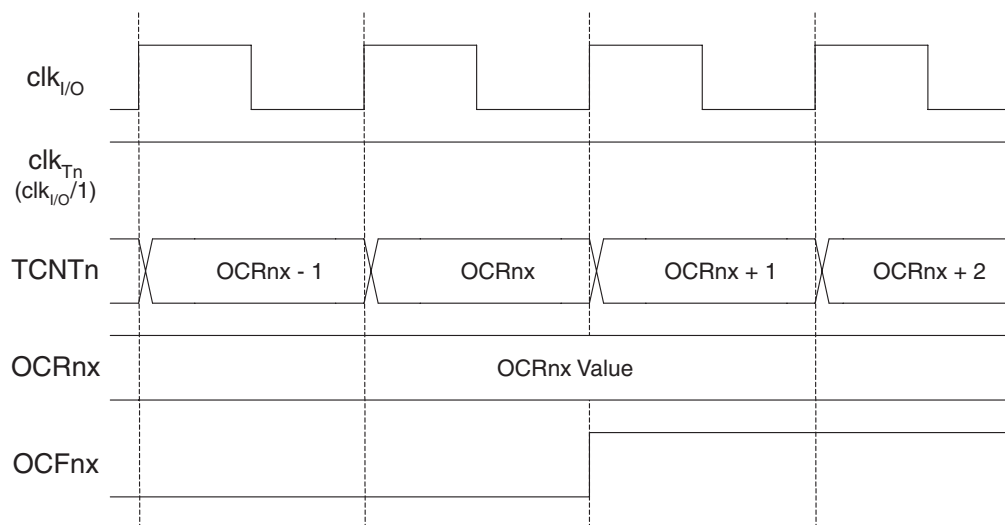 clkI/O
clkTn
(clkI/O/1)
TCNTn
OCRnx - 1
OCRnx
OCRnx + 1
OCRnx + 2
OCRnx
OCRnx Value
OCFnx